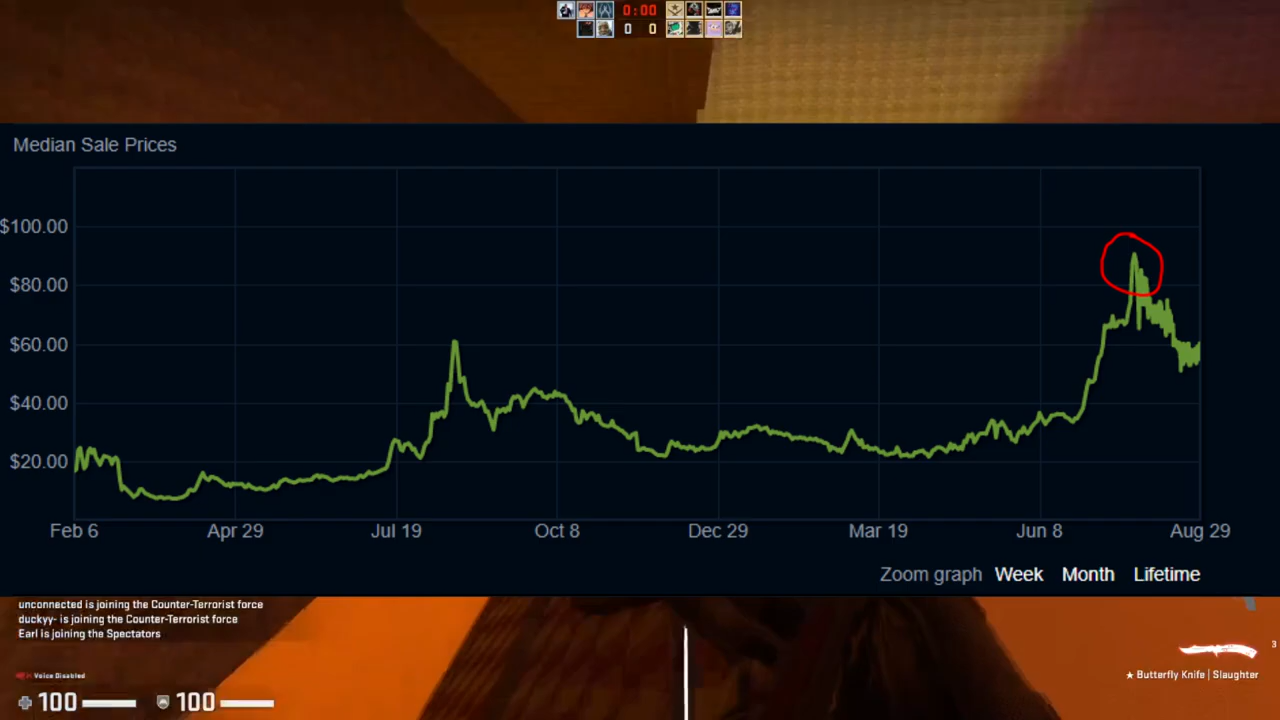 0:00
0 0
Median Sale Prices
$100.00
$80.00
$60.00
$40.00
$20.00
Feb 6 Apr 29 Jul 19 Oct 8 Dec 29 Mar 19 Jun 8 Aug 29
Zoom graph Week Month Lifetime
unconnected is joining the Counter-Terrorist force
duckyy- is joining the Counter-Terrorist force
Earl is joining the Spectators
3
★ Butterfly Knife | Slaughter
Voice Disabled
100 100